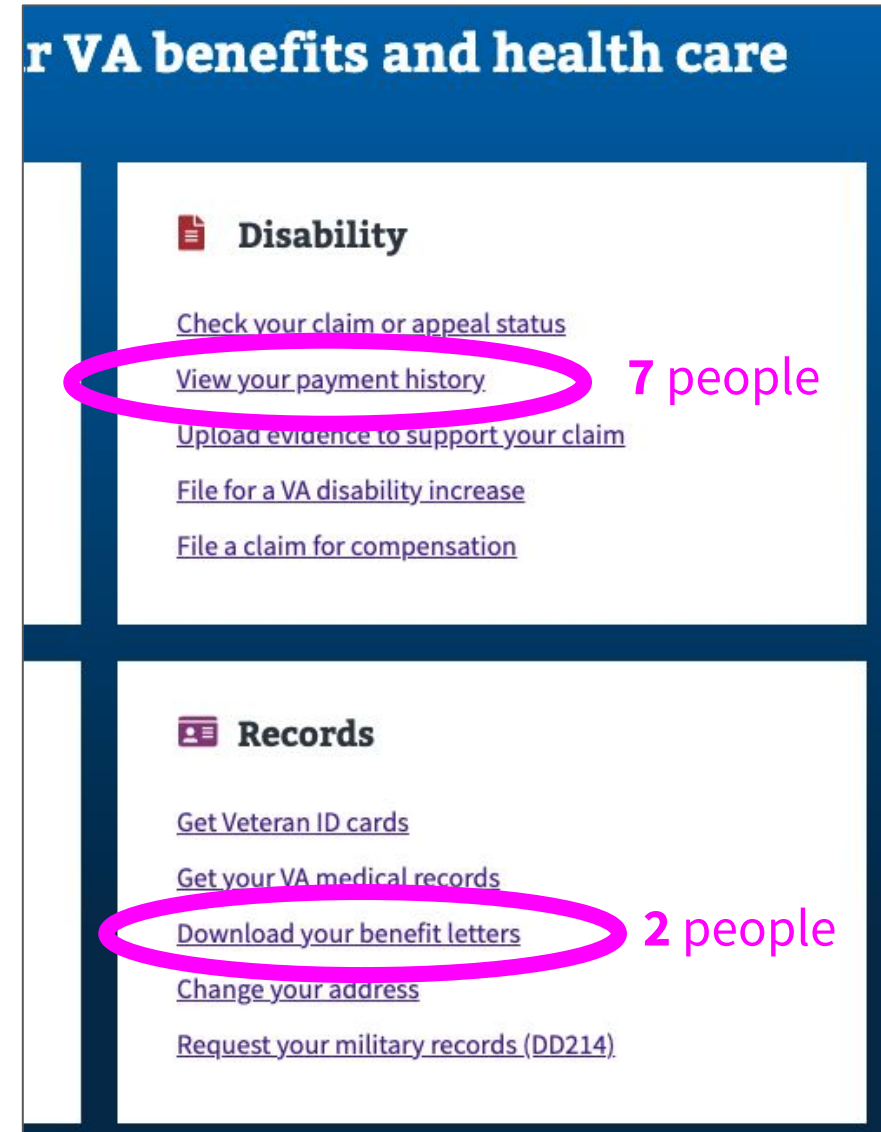 r VA benefits and health care
Disability
Check your claim or appeal status
View your payment history
7 people
Upload evidence to support your claim
File for a VA disability increase
File a claim for compensation
Records
Get Veteran ID cards
Get your VA medical records
Download your benefit letters
2 people
Change your address
Request your military records (DD214)